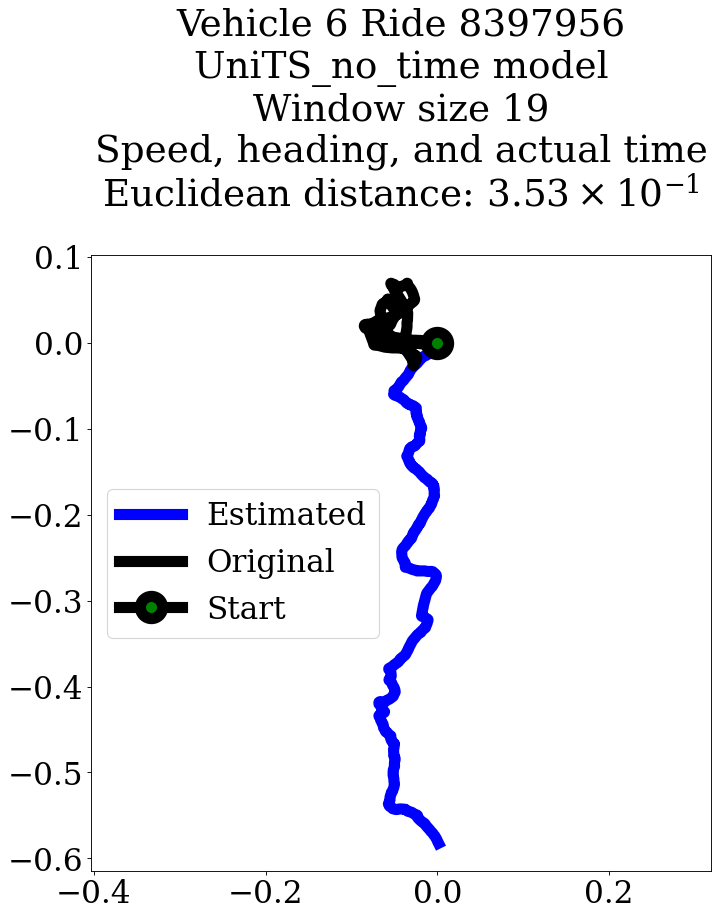 Vehicle 6 Ride 8397956
UniTS_no_time model
Window size 19
Speed, heading, and actual time
Euclidean distance: 3.53 × 10⁻¹
0.1
0.0
−0.1
−0.2
−0.3
−0.4
−0.5
−0.6
Estimated
Original
Start
−0.4 −0.2 0.0 0.2